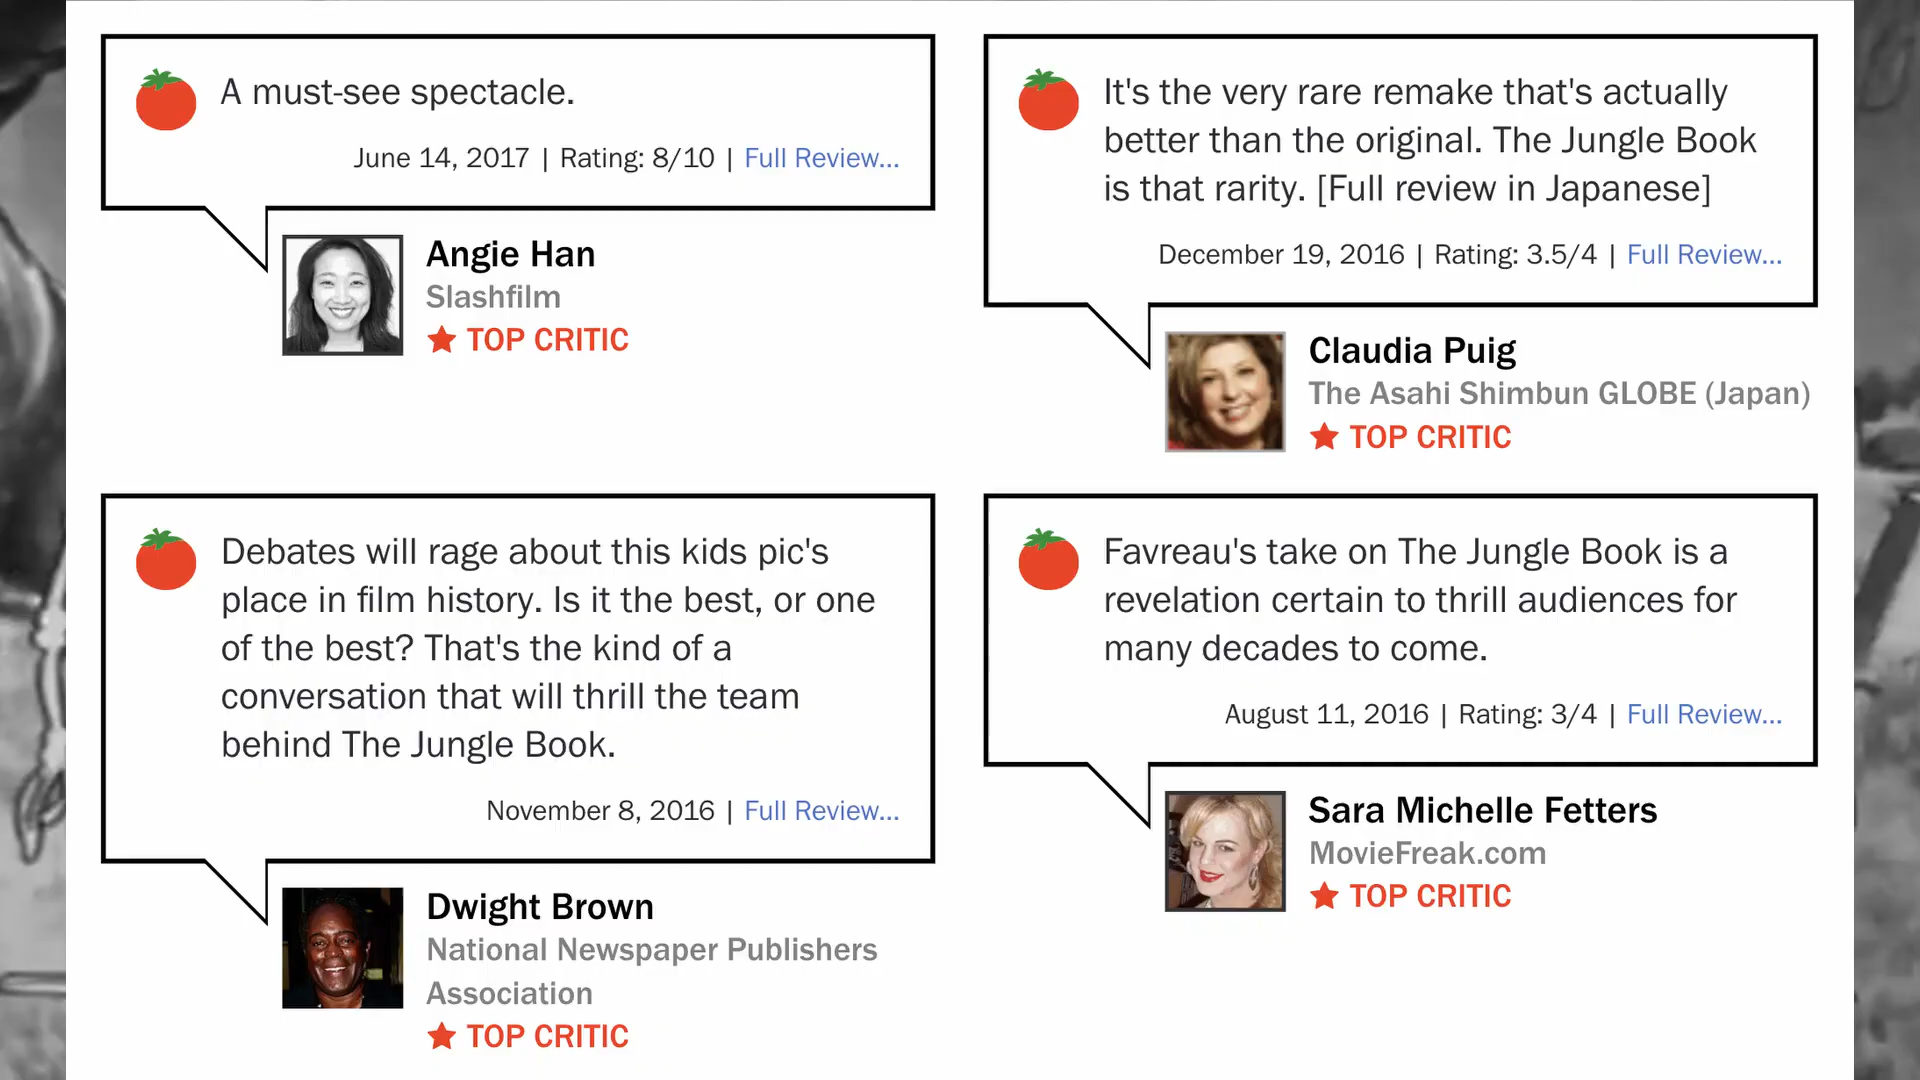 A must-see spectacle.
June 14, 2017 | Rating: 8/10 | Full Review...
Angie Han
Slashfilm
TOP CRITIC
It's the very rare remake that's actually
better than the original. The Jungle Book
is that rarity. [Full review in Japanese]
December 19, 2016 | Rating: 3.5/4 | Full Review...
Claudia Puig
The Asahi Shimbun GLOBE (Japan)
TOP CRITIC
Debates will rage about this kids pic's
place in film history. Is it the best, or one
of the best? That's the kind of a
conversation that will thrill the team
behind The Jungle Book.
November 8, 2016 | Full Review...
Dwight Brown
National Newspaper Publishers
Association
TOP CRITIC
Favreau's take on The Jungle Book is a
revelation certain to thrill audiences for
many decades to come.
August 11, 2016 | Rating: 3/4 | Full Review...
Sara Michelle Fetters
MovieFreak.com
TOP CRITIC